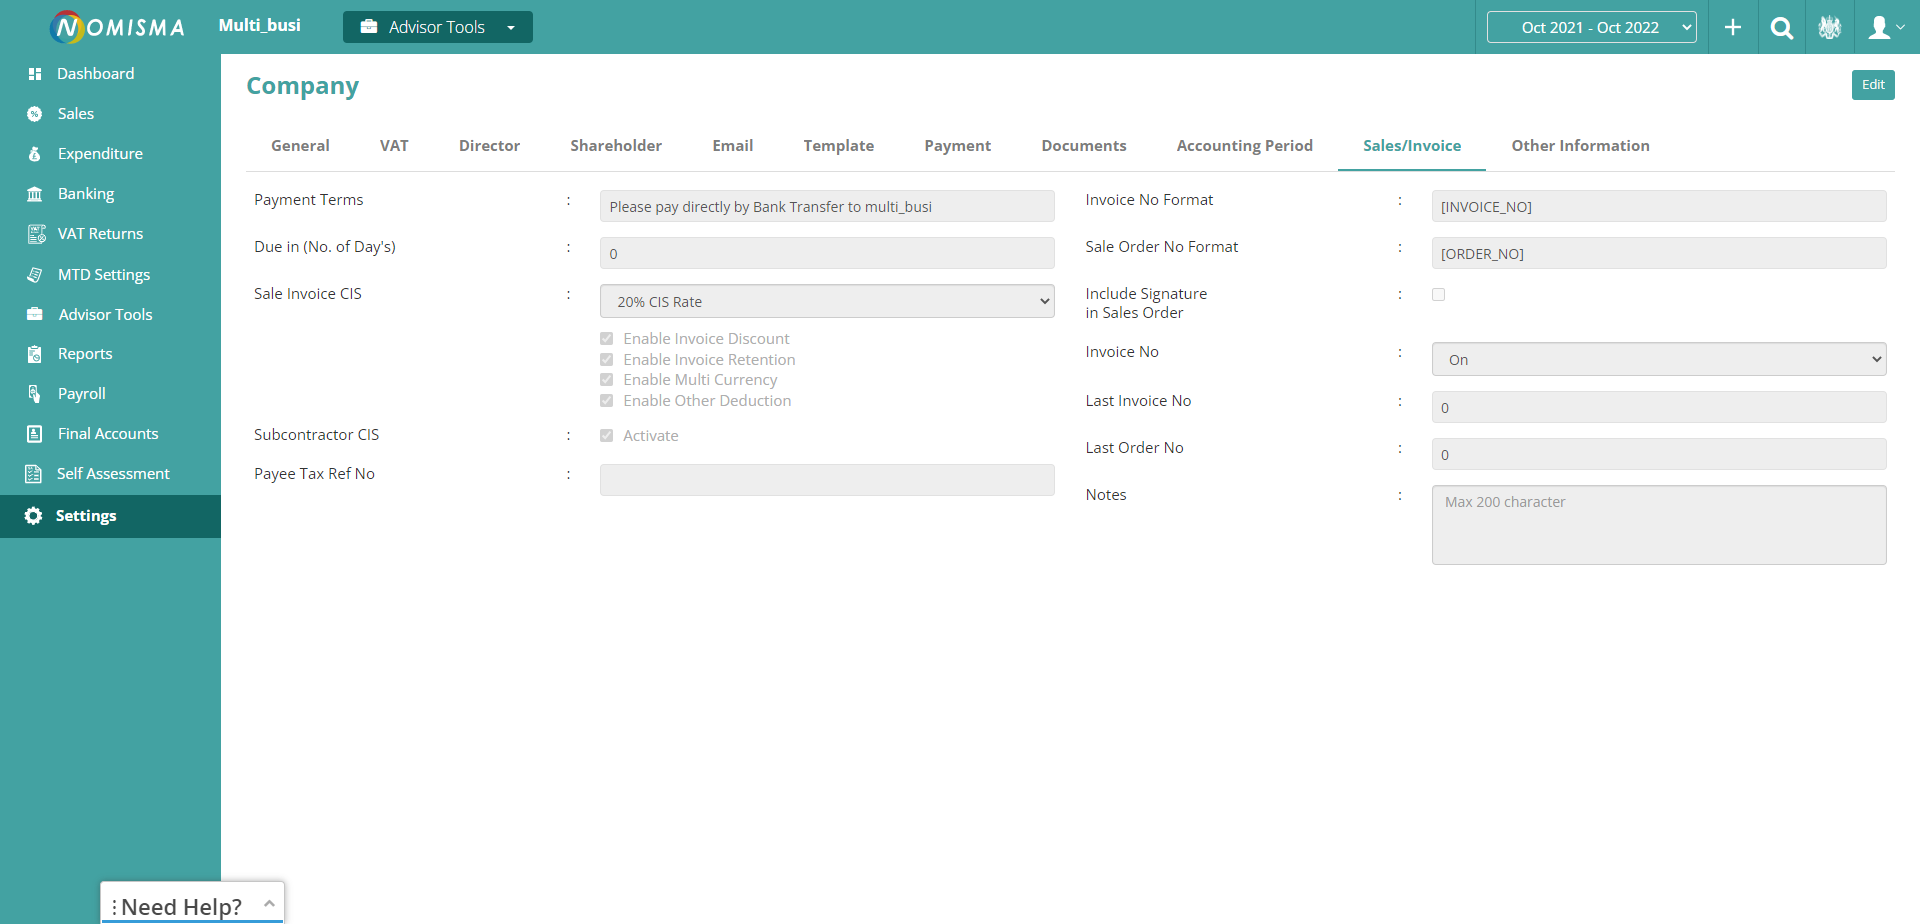 NOMISMA
Multi_busi
Advisor Tools
Oct 2021 - Oct 2022
Dashboard
Sales
Expenditure
Banking
VAT Returns
MTD Settings
Advisor Tools
Reports
Payroll
Final Accounts
Self Assessment
Settings
Company
Edit
General VAT Director Shareholder Email Template Payment Documents Accounting Period Sales/Invoice Other Information
Payment Terms : Please pay directly by Bank Transfer to multi_busi
Due in (No. of Day's) : 0
Sale Invoice CIS : 20% CIS Rate
Enable Invoice Discount
Enable Invoice Retention
Enable Multi Currency
Enable Other Deduction
Subcontractor CIS : Activate
Payee Tax Ref No :
Invoice No Format : [INVOICE_NO]
Sale Order No Format : [ORDER_NO]
Include Signature :
in Sales Order
Invoice No : On
Last Invoice No : 0
Last Order No : 0
Notes : Max 200 character
Need Help?